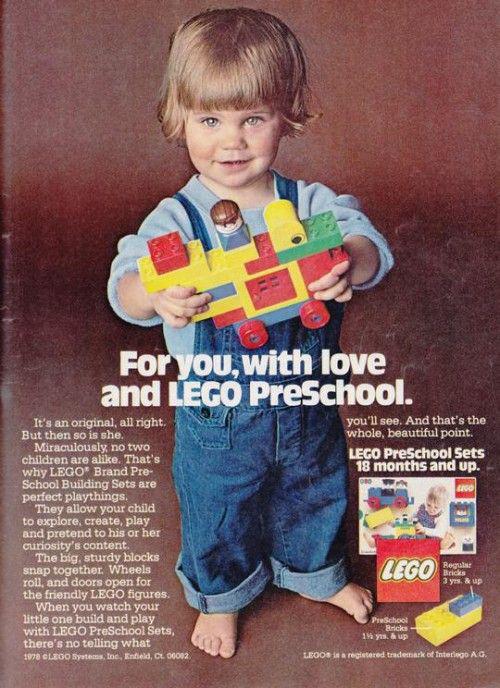 For you, with love
and LEGO PreSchool.
It's an original, all right.
But then so is she.
Miraculously, no two
children are alike. That's
why LEGO® Brand Pre-
School Building Sets are
perfect playthings.
They allow your child
to explore, create, play
and pretend to his or her
curiosity's content.
The big, sturdy blocks
snap together. Wheels
roll, and doors open for
the friendly LEGO figures.
When you watch your
little one build and play
with LEGO PreSchool Sets,
there's no telling what
you'll see. And that's the
whole, beautiful point.
LEGO PreSchool Sets
18 months and up.
080
LEGO
LEGO
Regular
Bricks
3 yrs. & up
PreSchool
Bricks
1½ yrs. & up
1978 ©LEGO Systems, Inc., Enfield, Ct. 06082.
LEGO® is a registered trademark of Interlego A.G.